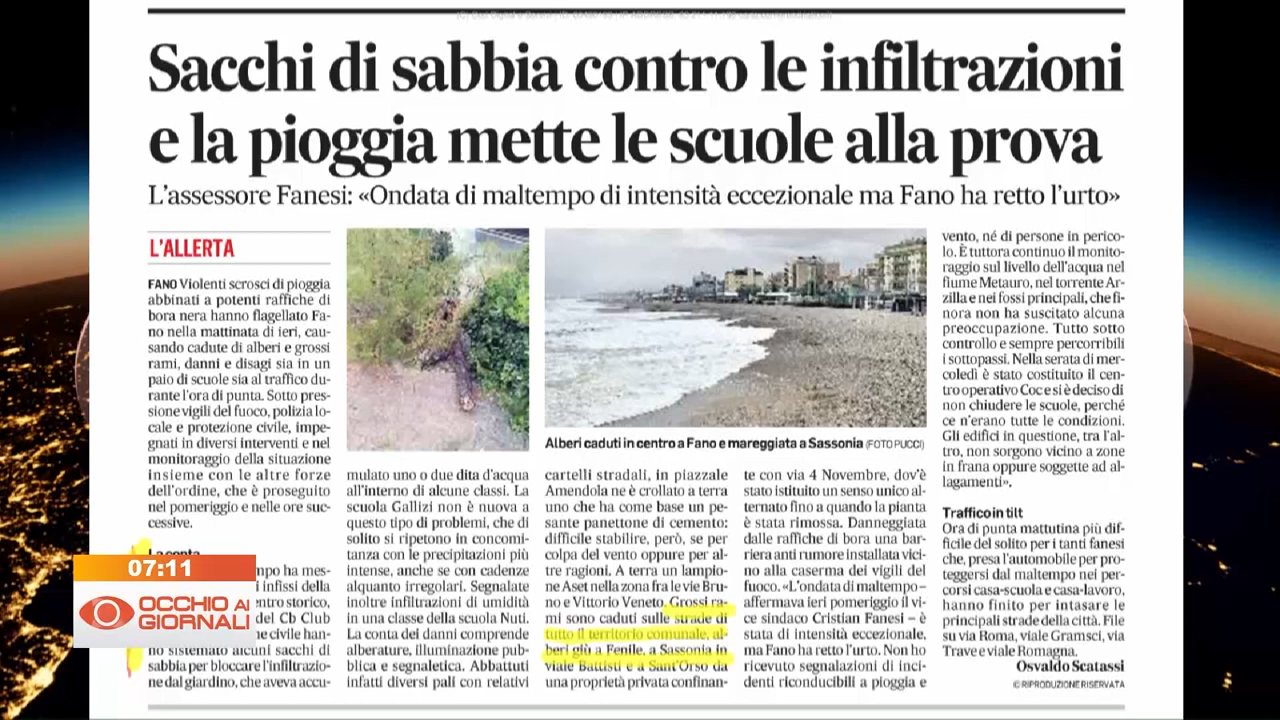 Sacchi di sabbia contro le infiltrazioni
e la pioggia mette le scuole alla prova
L'assessore Fanesi: «Ondata di maltempo di intensità eccezionale ma Fano ha retto l'urto»
L'ALLERTA
FANO Violenti scrosci di pioggia
abbinati a potenti raffiche di
bora nera hanno flagellato Fa-
no nella mattinata di ieri, cau-
sando cadute di alberi e grossi
rami, danni e disagi sia in un
paio di scuole sia al traffico du-
rante l'ora di punta. Sotto pres-
sione vigili del fuoco, polizia lo-
cale e protezione civile, impe-
gnati in diversi interventi e nel
monitoraggio della situazione
insieme con le altre forze
dell'ordine, che è proseguito
nel pomeriggio e nelle ore suc-
cessive.
La conta
mpo ha mes-
i infissi della
entro storico,
del Cb Club
ne civile han-
no sistemato alcuni sacchi di
sabbia per bloccare l'infiltrazio-
ne dal giardino, che aveva accu-
mulato uno o due dita d'acqua
all'interno di alcune classi. La
scuola Gallizi non è nuova a
questo tipo di problemi, che di
solito si ripetono in concomi-
tanza con le precipitazioni più
intense, anche se con cadenze
alquanto irregolari. Segnalate
inoltre infiltrazioni di umidità
in una classe della scuola Nuti.
La conta dei danni comprende
alberature, illuminazione pub-
blica e segnaletica. Abbattuti
infatti diversi pali con relativi
Alberi caduti in centro a Fano e mareggiata a Sassonia (FOTO PUCCI)
cartelli stradali, in piazzale
Amendola ne è crollato a terra
uno che ha come base un pe-
sante panettone di cemento:
difficile stabilire, però, se per
colpa del vento oppure per al-
tre ragioni. A terra un lampio-
ne Aset nella zona fra le vie Bru-
no e Vittorio Veneto. Grossi ra-
mi sono caduti sulle strade di
tutto il territorio comunale, al-
beri giù a Fenile, a Sassonia in
viale Battisti e a Sant'Orso da
una proprietà privata confinan-
te con via 4 Novembre, dov'è
stato istituito un senso unico al-
ternato fino a quando la pianta
è stata rimossa. Danneggiata
dalle raffiche di bora una bar-
riera anti rumore installata vici-
no alla caserma dei vigili del
fuoco. «L'ondata di maltempo –
affermava ieri pomeriggio il vi-
ce sindaco Cristian Fanesi – è
stata di intensità eccezionale,
ma Fano ha retto l'urto. Non ho
ricevuto segnalazioni di inci-
denti riconducibili a pioggia e
vento, né di persone in perico-
lo. È tuttora continuo il monito-
raggio sul livello dell'acqua nel
fiume Metauro, nel torrente Ar-
zilla e nei fossi principali, che fi-
nora non ha suscitato alcuna
preoccupazione. Tutto sotto
controllo e sempre percorribili
i sottopassi. Nella serata di mer-
coledì è stato costituito il cen-
tro operativo Coc e si è deciso di
non chiudere le scuole, perché
ce n'erano tutte le condizioni.
Gli edifici in questione, tra l'al-
tro, non sorgono vicino a zone
in frana oppure soggette ad al-
lagamenti».
Traffico in tilt
Ora di punta mattutina più dif-
ficile del solito per i tanti fanesi
che, presa l'automobile per pro-
teggersi dal maltempo nei per-
corsi casa-scuola e casa-lavoro,
hanno finito per intasare le
principali strade della città. File
su via Roma, viale Gramsci, via
Trave e viale Romagna.
Osvaldo Scatassi
© RIPRODUZIONE RISERVATA
07:11
OCCHIO AI
GIORNALI